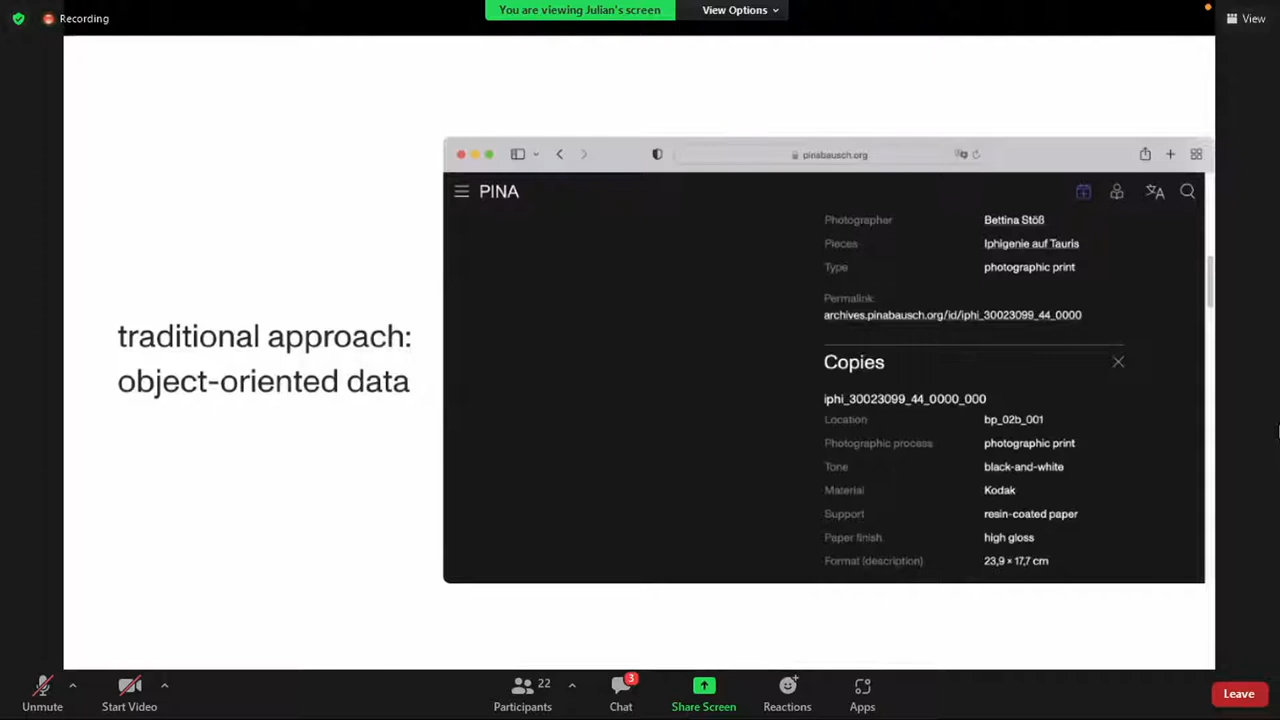 Recording
You are viewing Julian's screen
View Options
View
pinabausch.org
PINA
Photographer Bettina Stöß
Pieces Iphigenie auf Tauris
Type photographic print
Permalink:
archives.pinabausch.org/id/iphi_30023099_44_0000
traditional approach:
object-oriented data
Copies
iphi_30023099_44_0000_000
Location bp_02b_001
Photographic process photographic print
Tone black-and-white
Material Kodak
Support resin-coated paper
Paper finish high gloss
Format (description) 23,9 × 17,7 cm
Unmute
Start Video
22
Participants
3
Chat
Share Screen
Reactions
Apps
Leave